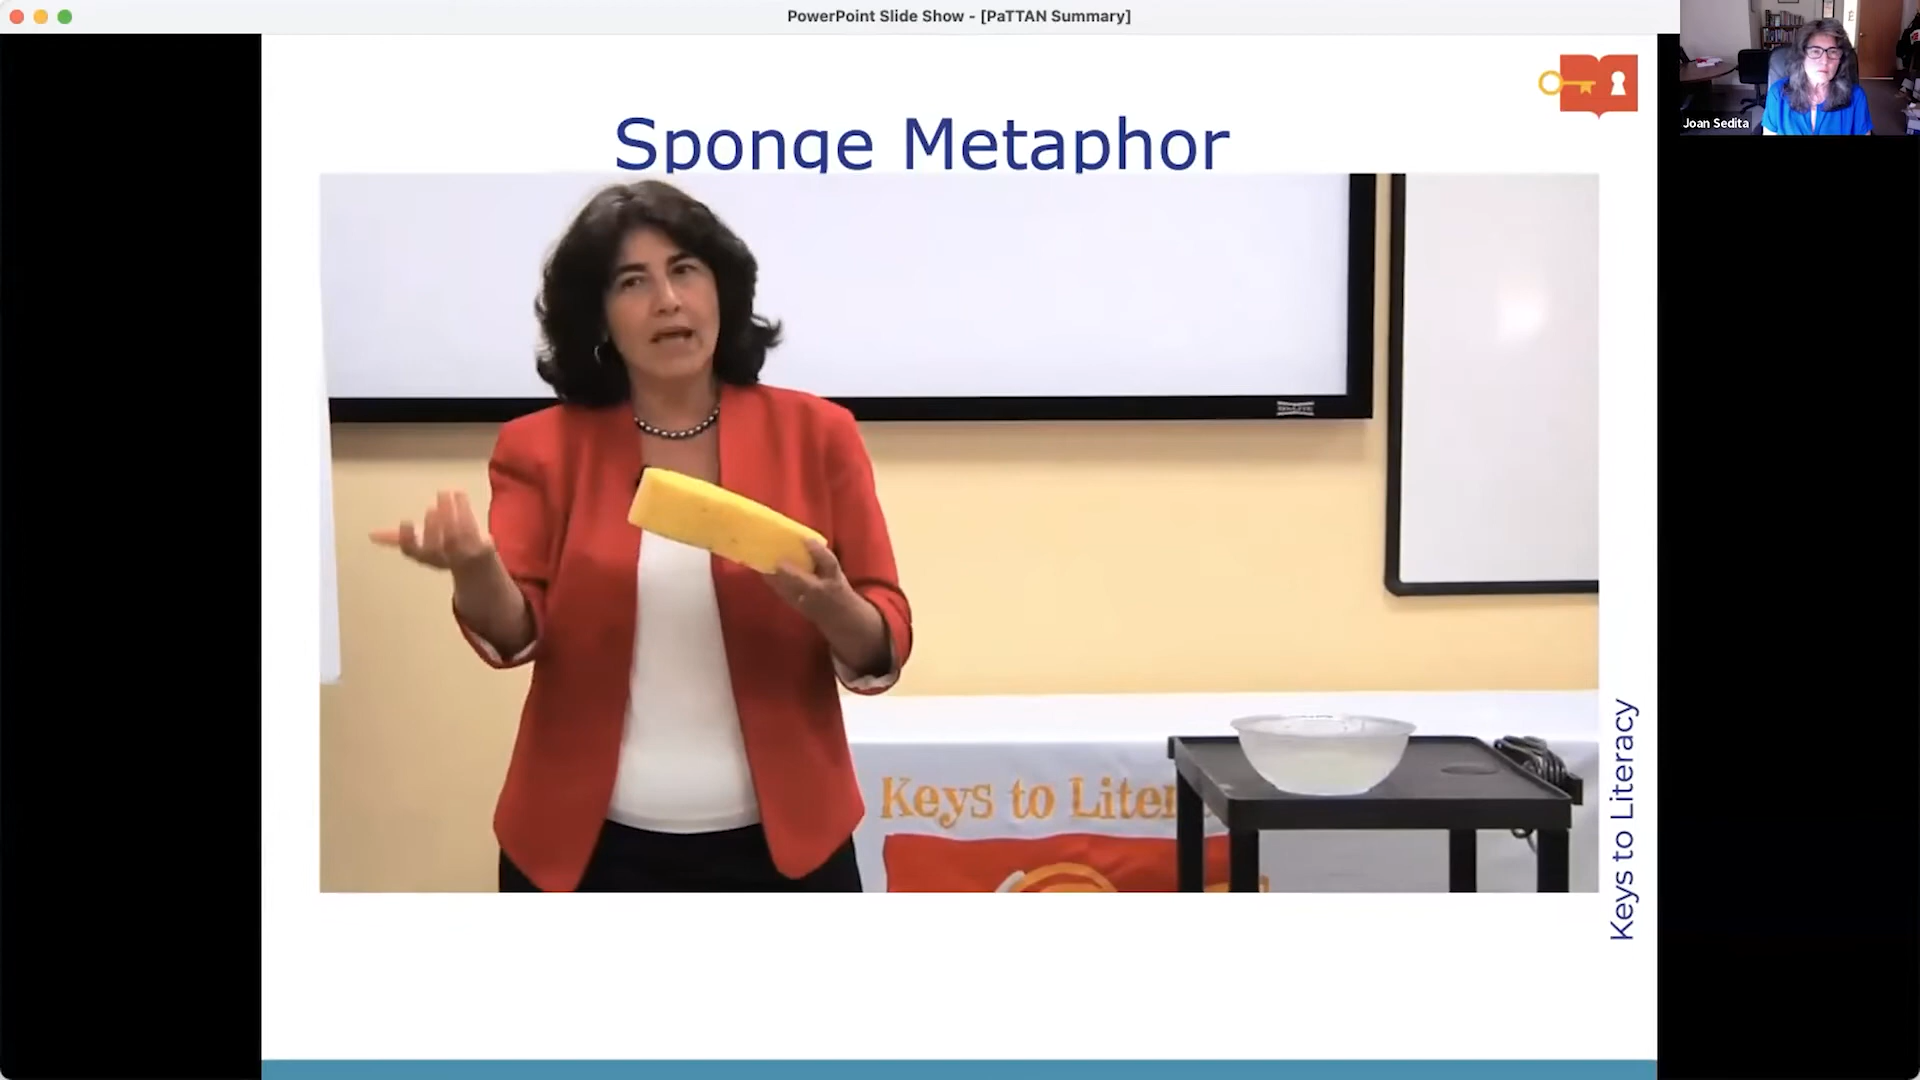 PowerPoint Slide Show - [PaTTAN Summary]
Joan Sedita
Sponge Metaphor
Keys to Liter
Keys to Literacy